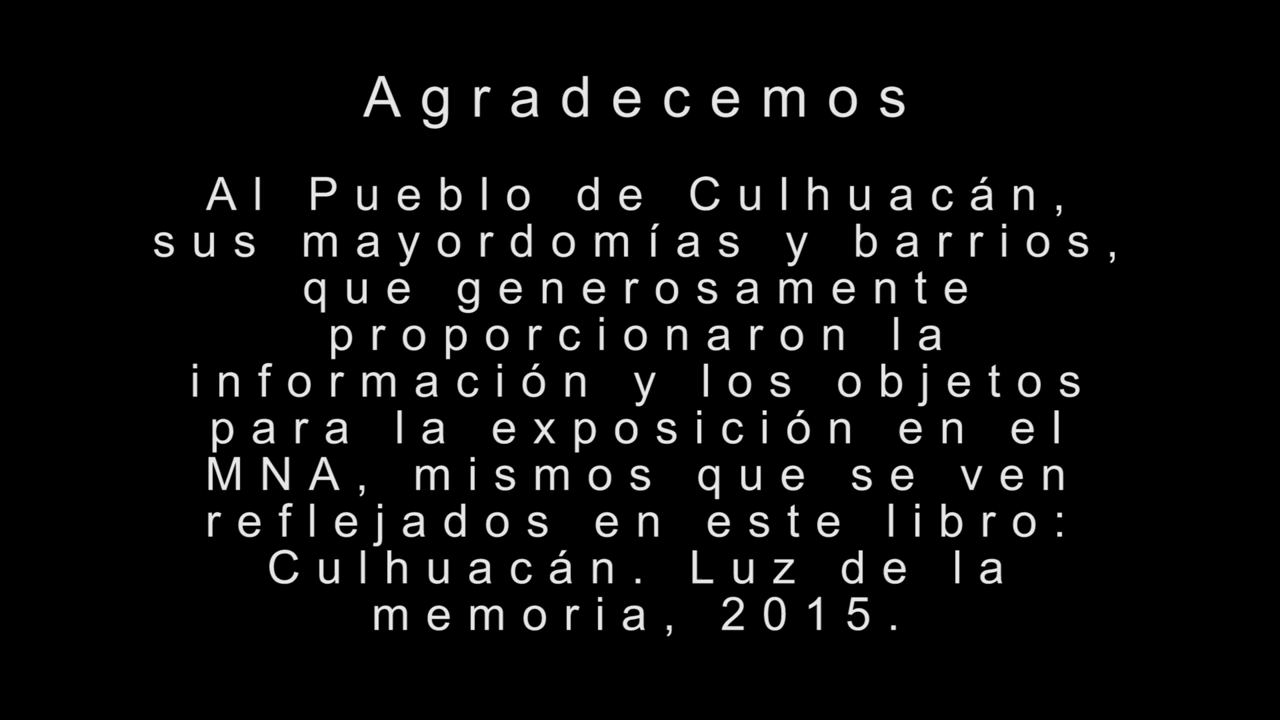 Agradecemos
Al Pueblo de Culhuacán,
sus mayordomías y barrios,
que generosamente
proporcionaron la
información y los objetos
para la exposición en el
MNA, mismos que se ven
reflejados en este libro:
Culhuacán. Luz de la
memoria, 2015.